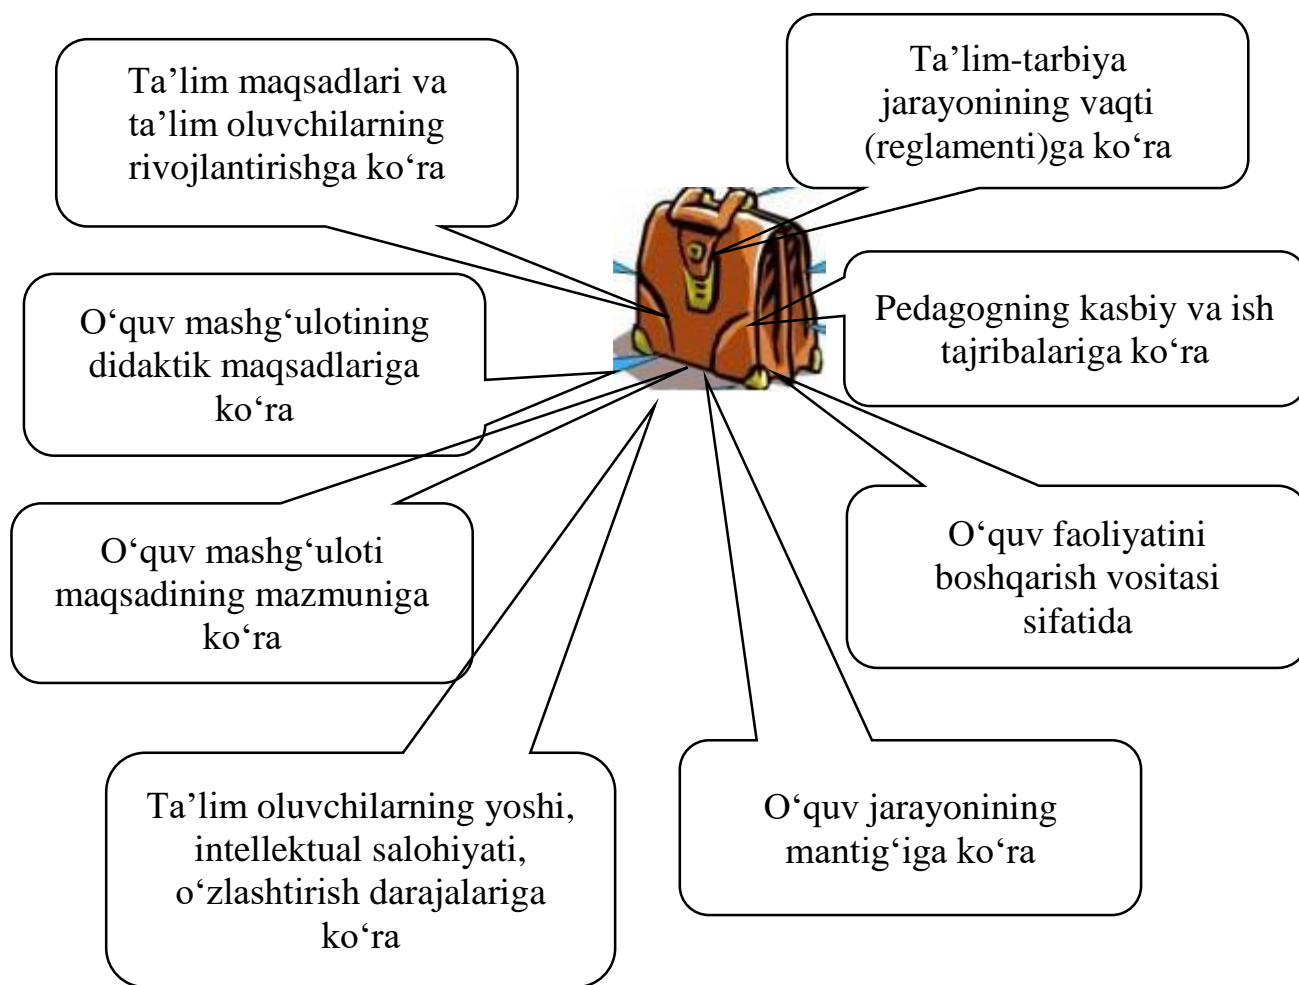 Ta’lim maqsadlari va
ta’lim oluvchilarning
rivojlantirishga ko‘ra
Ta’lim-tarbiya
jarayonining vaqti
(reglamenti)ga ko‘ra
O‘quv mashg‘ulotining
didaktik maqsadlariga
ko‘ra
Pedagogning kasbiy va ish
tajribalariga ko‘ra
O‘quv mashg‘uloti
maqsadining mazmuniga
ko‘ra
O‘quv faoliyatini
boshqarish vositasi
sifatida
Ta’lim oluvchilarning yoshi,
intellektual salohiyati,
o‘zlashtirish darajalariga
ko‘ra
O‘quv jarayonining
mantig‘iga ko‘ra